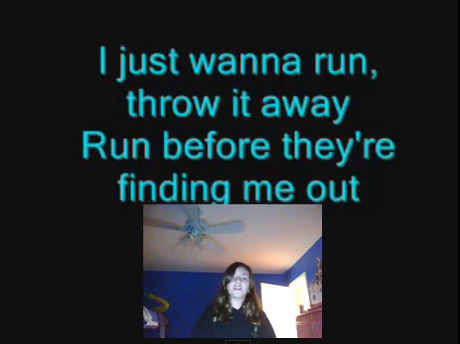 I just wanna run,
throw it away
Run before they're
finding me out